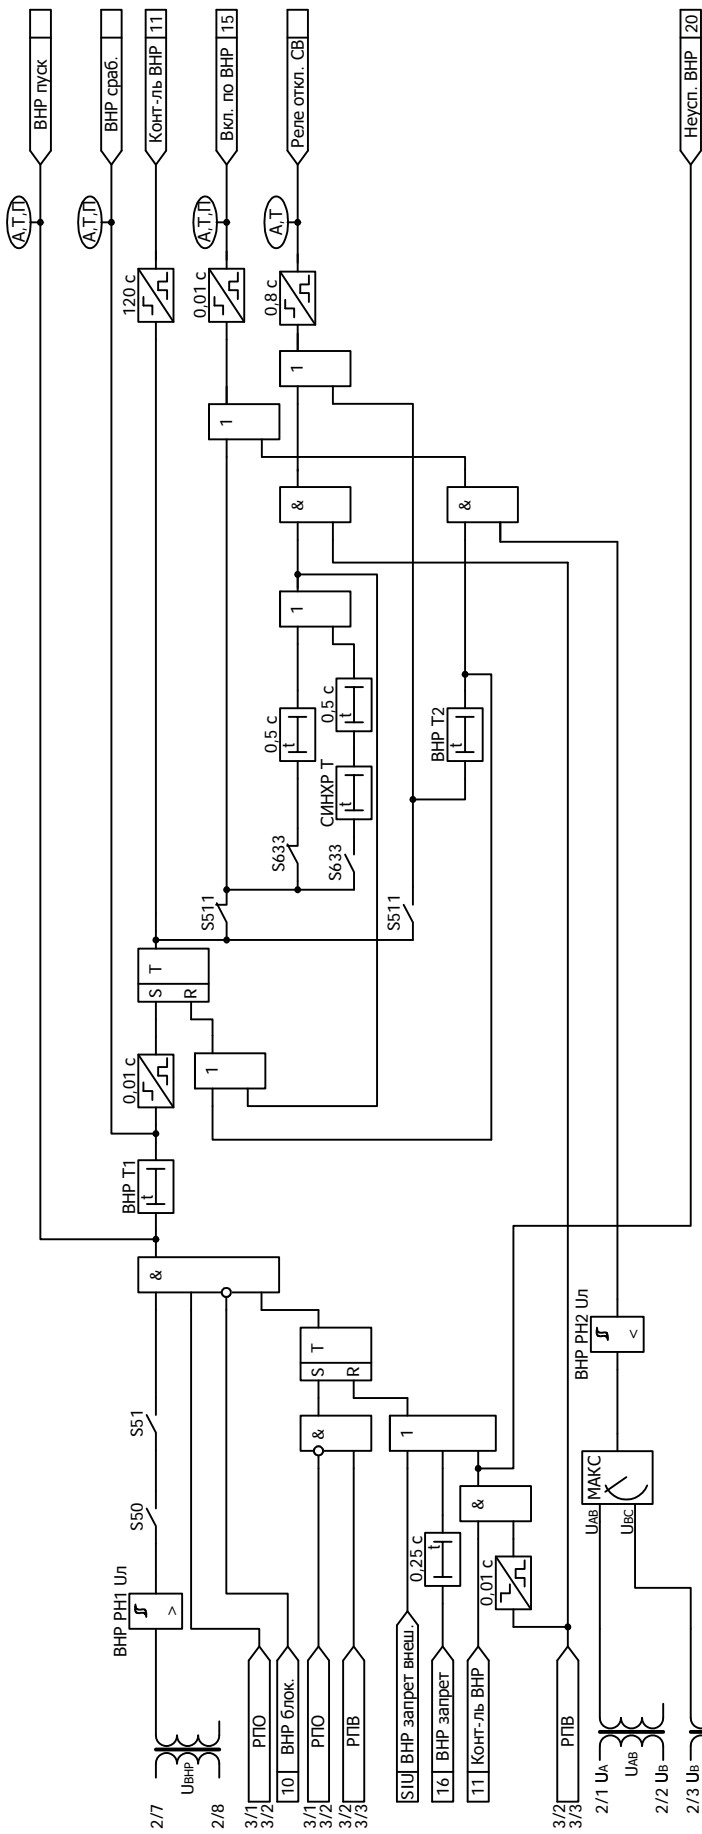 А,Т,П
ВНР пуск
А,Т,П
ВНР сраб.
ВНР РН1 Uл
>
S50
S51
&
ВНР Т1
t
0,01 с
S
R
Т
120 с
Конт-ль ВНР
11
2/7
UВНР
2/8
А,Т,П
S511
1
0,01 с
Вкл. по ВНР
15
1
3/1
3/2
РПО
10
ВНР блок.
3/1
3/2
РПО
3/2
3/3
РПВ
&
S
R
Т
S633
0,5 с
t
1
&
1
0,8 с
А,Т
Реле откл. СВ
S633
СИНХР Т
t
0,5 с
t
SIU
ВНР запрет внеш.
16
ВНР запрет
0,25 с
t
1
S511
11
Конт-ль ВНР
0,01 с
&
ВНР Т2
t
&
3/2
3/3
РПВ
2/1 UА
UАВ
2/2 UВ
UАВ
UВС
МАКС
ВНР РН2 Uл
<
2/3 UВ
Неусп. ВНР
20